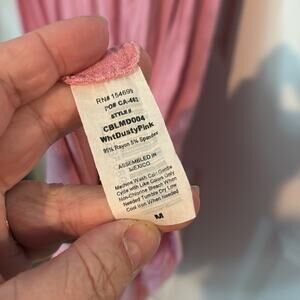 RN# 154699
PO# CA-483
STYLE #
CBLMD004
WhtDustyPink
95% Rayon 5% Spandex
ASSEMBLED IN
MEXICO
Machine Wash Cold Gentle
Cycle with Like Colors Only
Non-Chlorine Bleach When
Needed Tumble Dry Low
Cool Iron When Needed
M